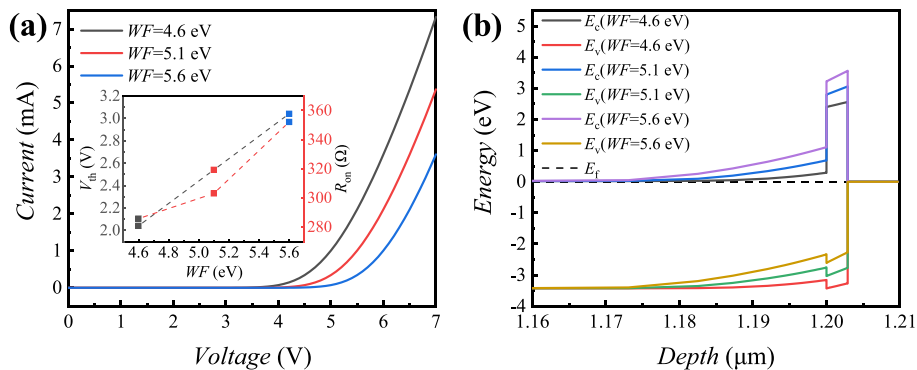 (a)
WF=4.6 eV
WF=5.1 eV
WF=5.6 eV
7
6
5
4
3
2
1
0
Current (mA)
0 1 2 3 4 5 6 7
Voltage (V)
3.2
3.0
2.8
2.6
2.4
2.2
2.0
Vth (V)
360
340
320
300
280
Ron (Ω)
4.6 4.8 5.0 5.2 5.4 5.6
WF (eV)
(b)
Ec(WF=4.6 eV)
Ev(WF=4.6 eV)
Ec(WF=5.1 eV)
Ev(WF=5.1 eV)
Ec(WF=5.6 eV)
Ev(WF=5.6 eV)
Ef
5
4
3
2
1
0
-1
-2
-3
-4
Energy (eV)
1.16 1.17 1.18 1.19 1.20 1.21
Depth (μm)